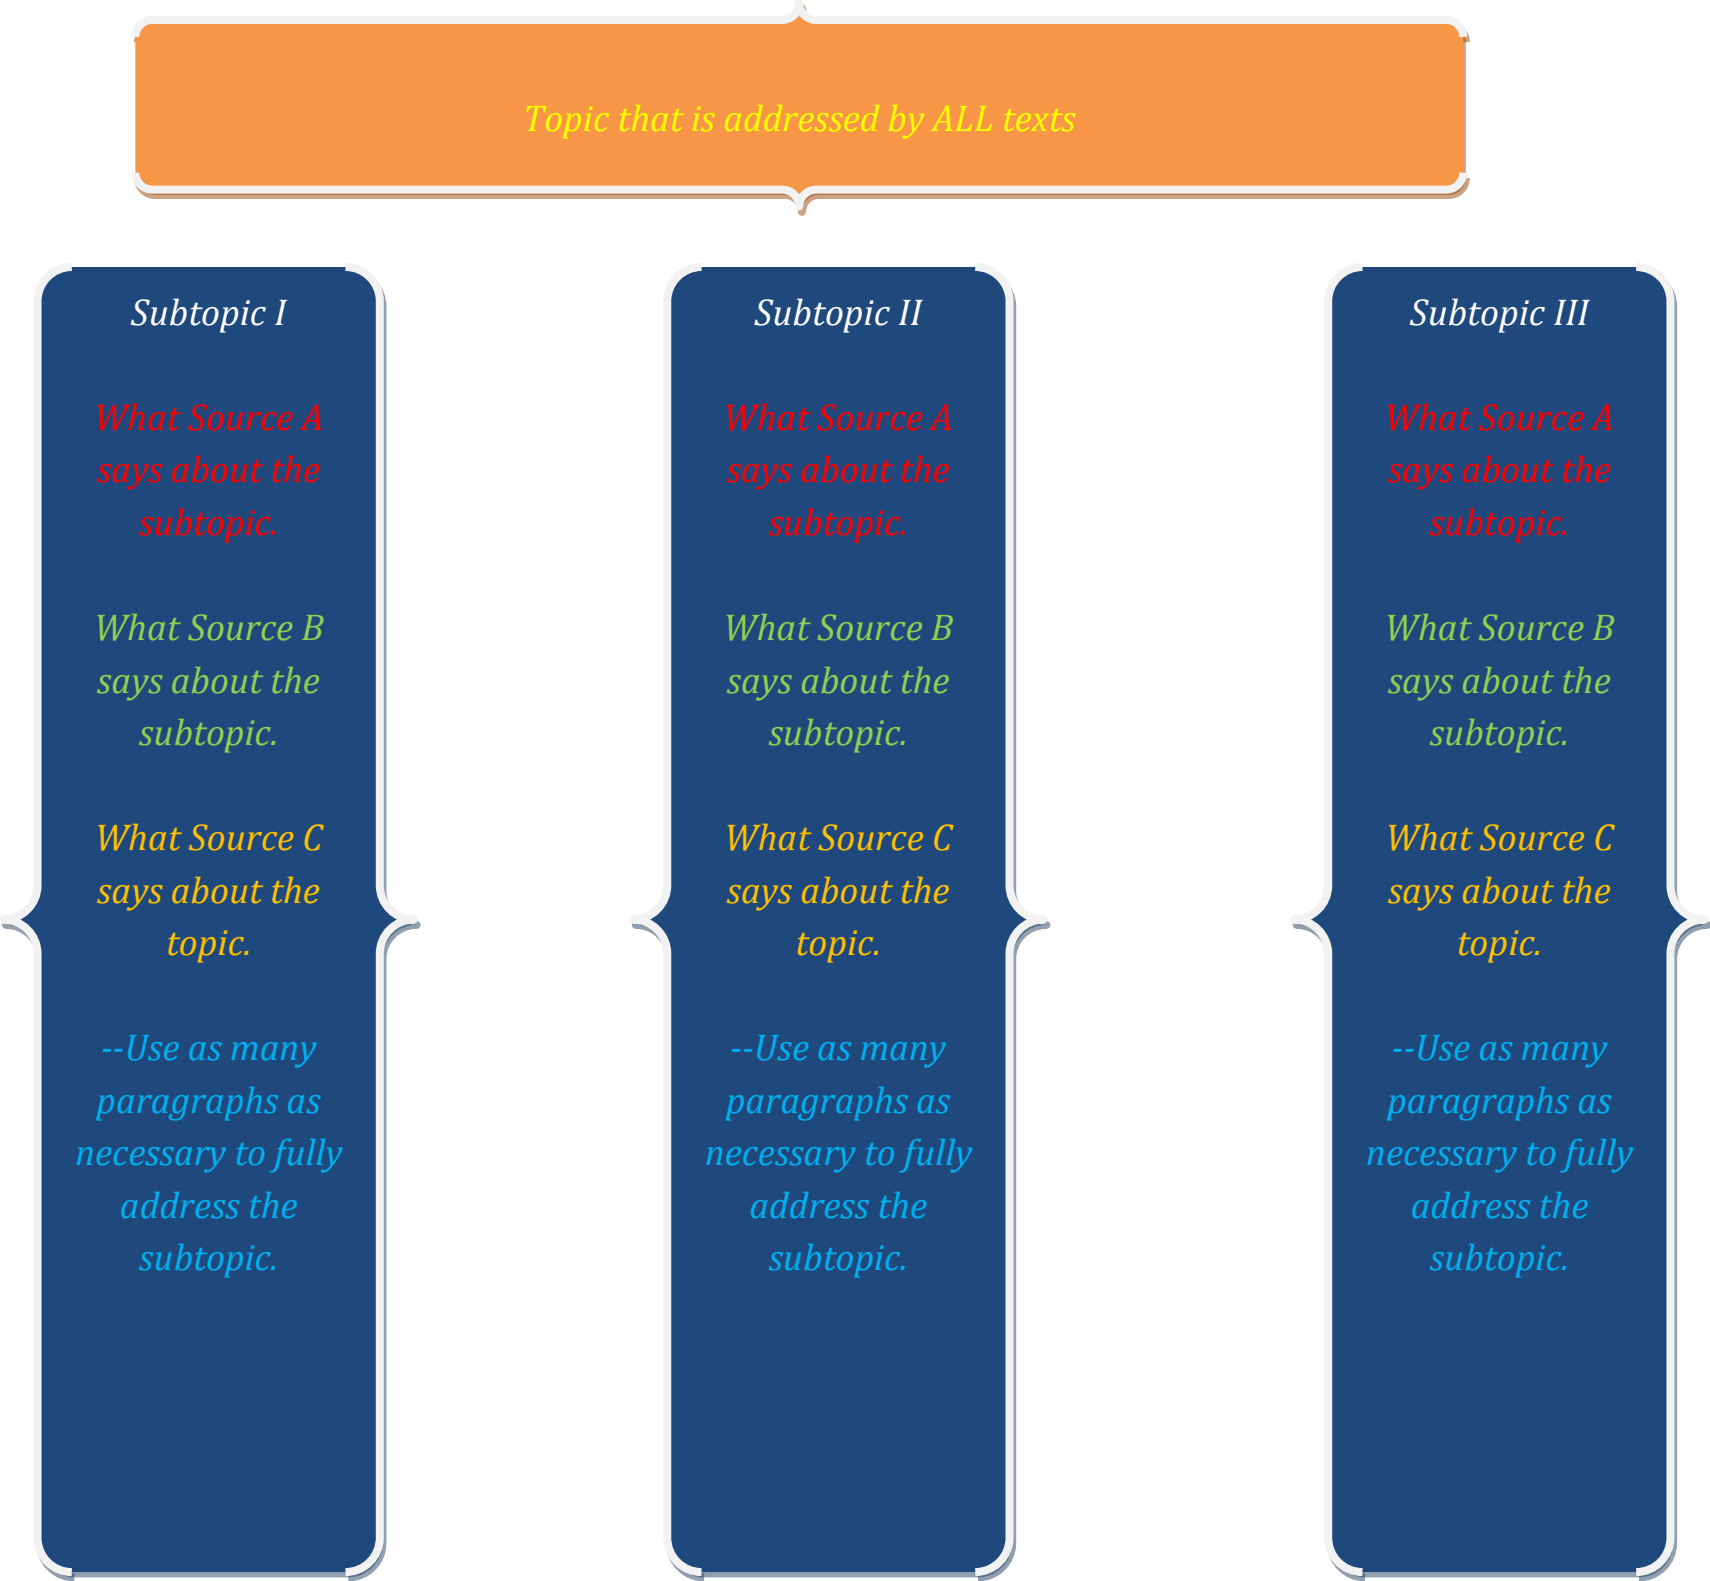 Topic that is addressed by ALL texts
Subtopic I
What Source A
says about the
subtopic.
What Source B
says about the
subtopic.
What Source C
says about the
topic.
--Use as many
paragraphs as
necessary to fully
address the
subtopic.
Subtopic II
What Source A
says about the
subtopic.
What Source B
says about the
subtopic.
What Source C
says about the
topic.
--Use as many
paragraphs as
necessary to fully
address the
subtopic.
Subtopic III
What Source A
says about the
subtopic.
What Source B
says about the
subtopic.
What Source C
says about the
topic.
--Use as many
paragraphs as
necessary to fully
address the
subtopic.